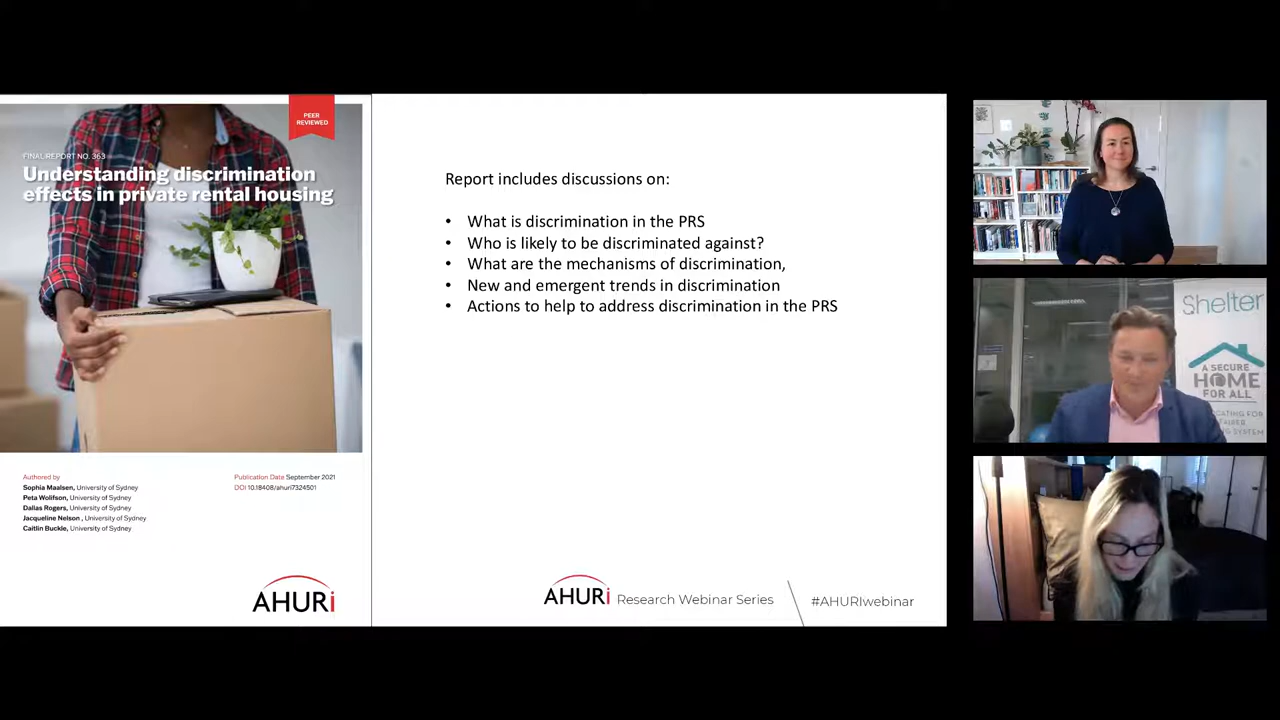 PEER
REVIEWED
FINAL REPORT NO. 363
Understanding discrimination
effects in private rental housing
Authored by
Sophia Maalsen, University of Sydney
Peta Wolifson, University of Sydney
Dallas Rogers, University of Sydney
Jacqueline Nelson , University of Sydney
Caitlin Buckle, University of Sydney
Publication Date September 2021
DOI 10.18408/ahuri7324501
AHURi
Report includes discussions on:
• What is discrimination in the PRS
• Who is likely to be discriminated against?
• What are the mechanisms of discrimination,
• New and emergent trends in discrimination
• Actions to help to address discrimination in the PRS
AHURi Research Webinar Series
#AHURIwebinar
Shelter
A SECURE
HOME
FOR ALL